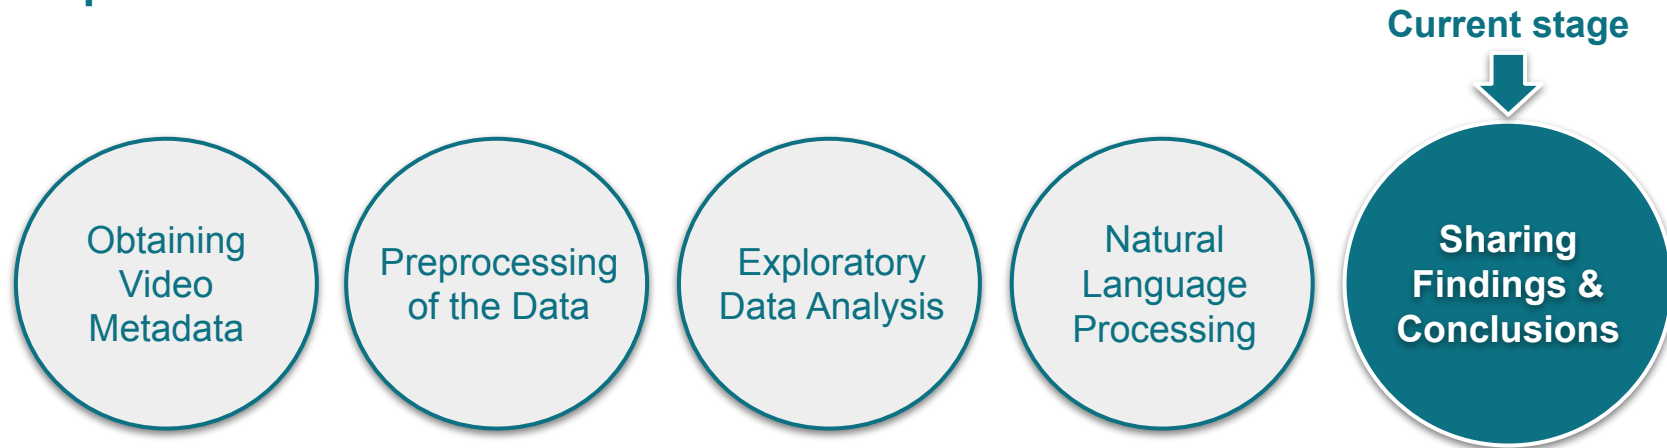 Current stage
Obtaining
Video
Metadata
Preprocessing
of the Data
Exploratory
Data Analysis
Natural
Language
Processing
Sharing
Findings &
Conclusions